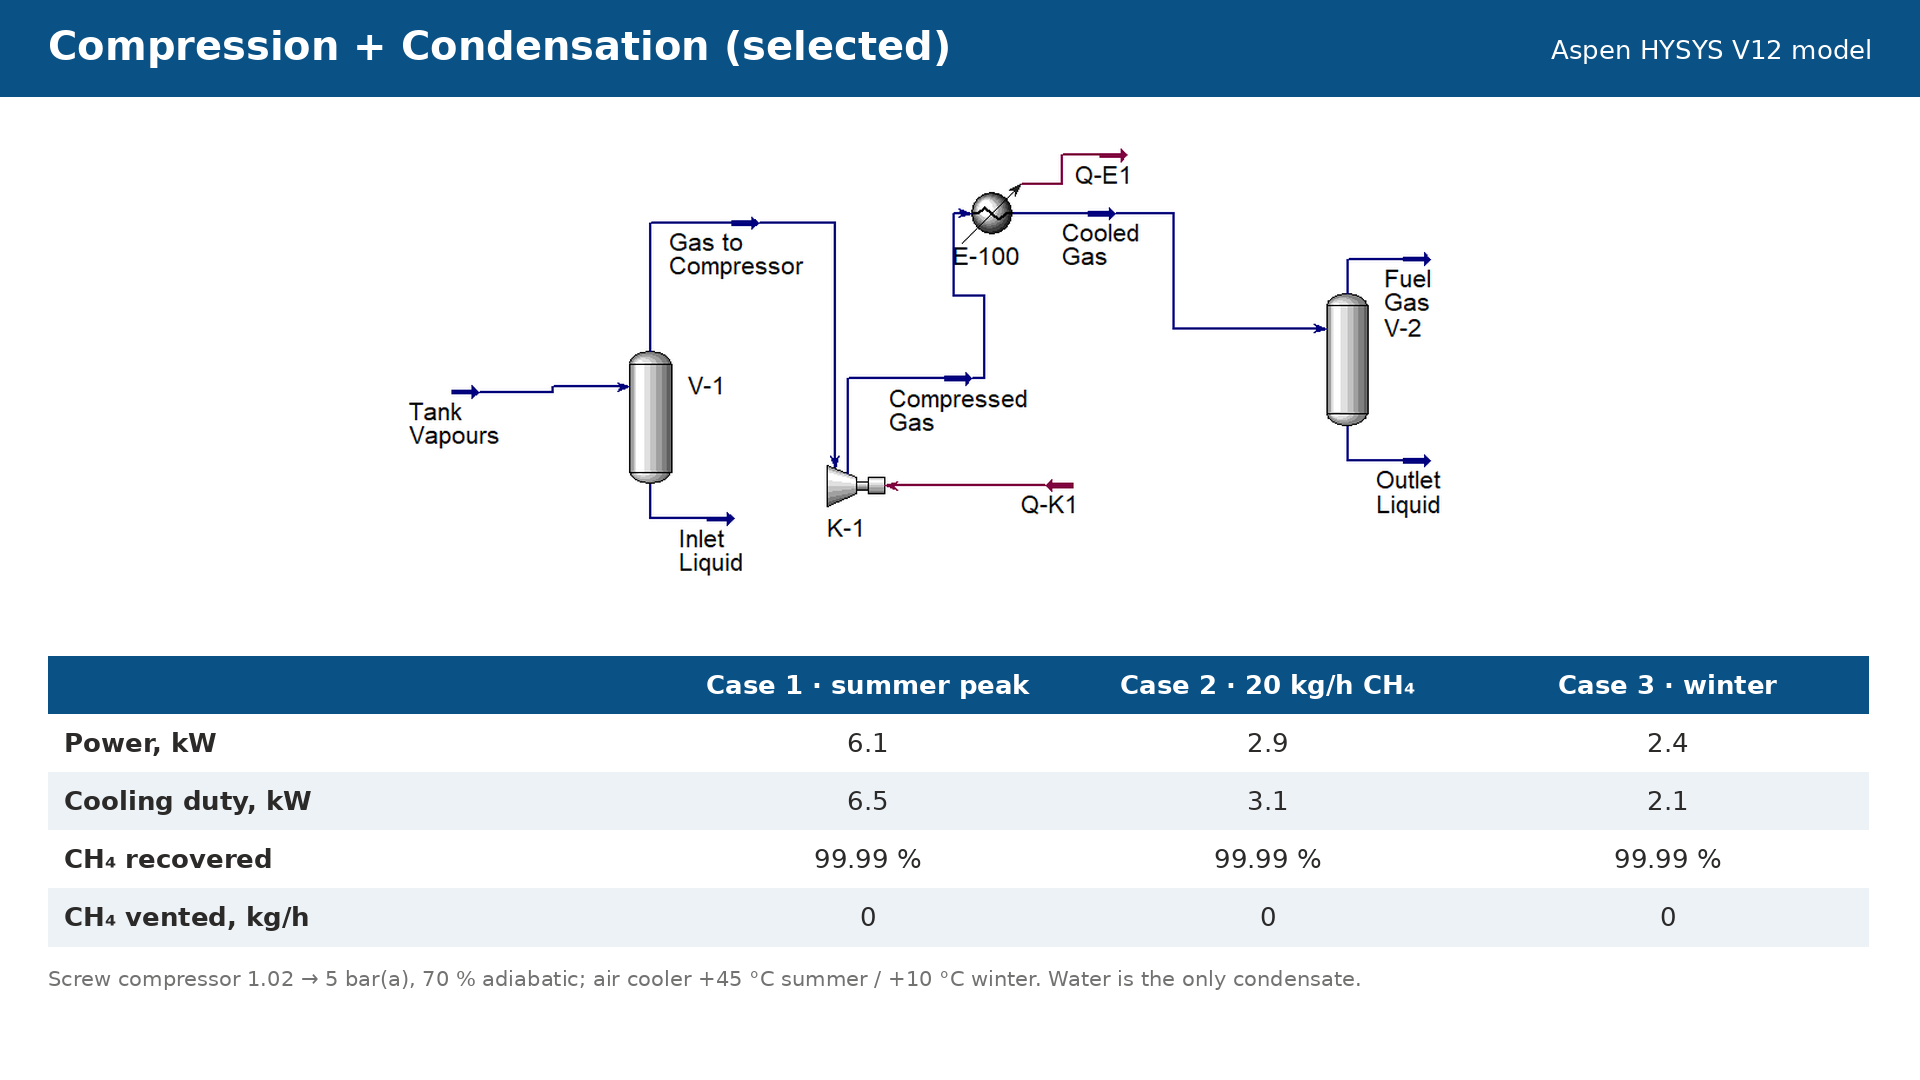 Compression + Condensation (selected)
Aspen HYSYS V12 model
Q-E1
Gas to
Compressor
E-100
Cooled
Gas
Fuel
Gas
V-2
V-1
Tank
Vapours
Compressed
Gas
Outlet
Liquid
Q-K1
K-1
Inlet
Liquid
Case 1 · summer peak Case 2 · 20 kg/h CH₄ Case 3 · winter
Power, kW 6.1 2.9 2.4
Cooling duty, kW 6.5 3.1 2.1
CH₄ recovered 99.99 % 99.99 % 99.99 %
CH₄ vented, kg/h 0 0 0
Screw compressor 1.02 → 5 bar(a), 70 % adiabatic; air cooler +45 °C summer / +10 °C winter. Water is the only condensate.